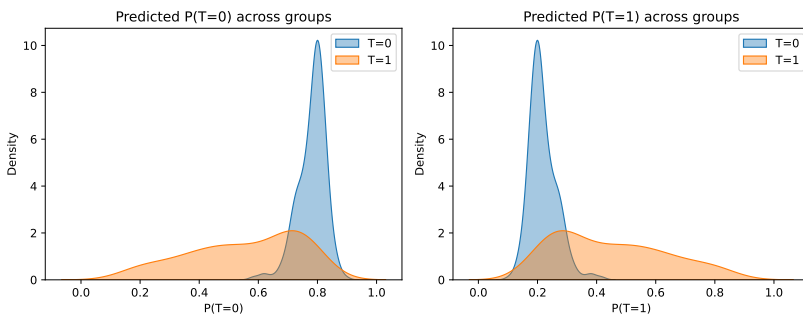 Predicted P(T=0) across groups
Density
10
8
6
4
2
0
0.0 0.2 0.4 0.6 0.8 1.0
P(T=0)
T=0
T=1
Predicted P(T=1) across groups
Density
10
8
6
4
2
0
0.0 0.2 0.4 0.6 0.8 1.0
P(T=1)
T=0
T=1